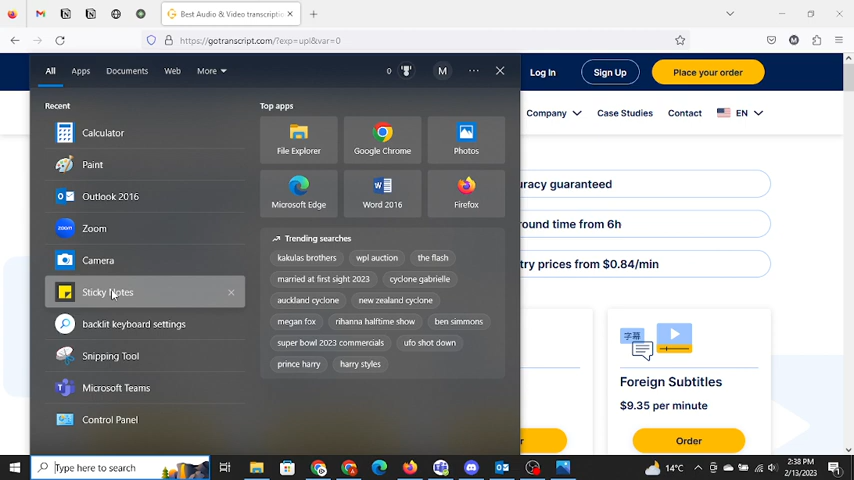 Best Audio & Video transcriptio
https://gotranscript.com/?exp=upl&var=0
All Apps Documents Web More 0 M
Log In Sign Up Place your order
Company Case Studies Contact EN
Recent
Calculator
Paint
Outlook 2016
Zoom
Camera
Sticky Notes
backlit keyboard settings
Snipping Tool
Microsoft Teams
Control Panel
Top apps
File Explorer Google Chrome Photos
Microsoft Edge Word 2016 Firefox
Trending searches
kakulas brothers wpl auction the flash
married at first sight 2023 cyclone gabrielle
auckland cyclone new zealand cyclone
megan fox rihanna halftime show ben simmons
super bowl 2023 commercials ufo shot down
prince harry harry styles
uracy guaranteed
round time from 6h
try prices from $0.84/min
字幕
Foreign Subtitles
$9.35 per minute
r Order
Type here to search
14°C
2:38 PM
2/13/2023